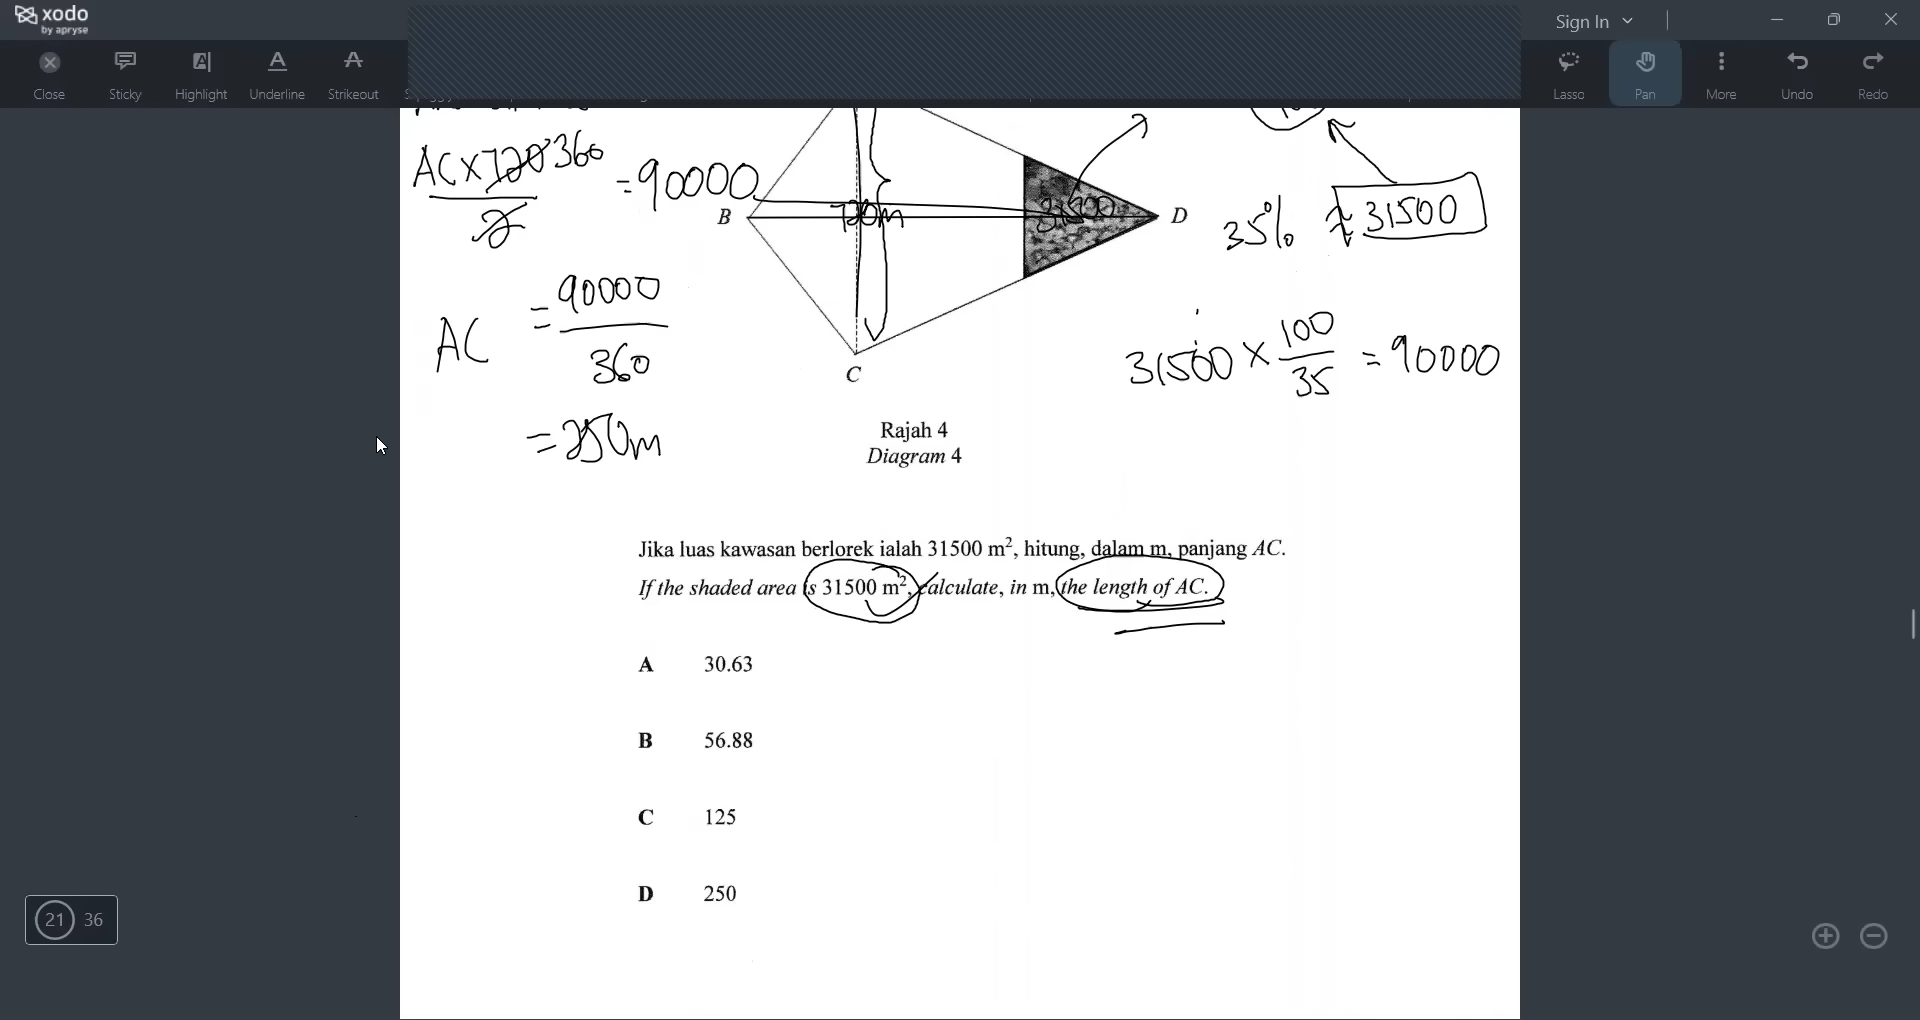 xodo
by apryse
Sign In
Close
Sticky
Highlight
Underline
Strikeout
Lasso
Pan
More
Undo
Redo
AC × 720 360
2
= 90000
AC = 90000
360
= 250m
B
720m
31500
D
C
35% 31500
31500 × 100
35
= 90000
Rajah 4
Diagram 4
Jika luas kawasan berlorek ialah 31500 m², hitung, dalam m, panjang AC.
If the shaded area is 31500 m², calculate, in m, the length of AC.
A 30.63
B 56.88
C 125
D 250
21 36